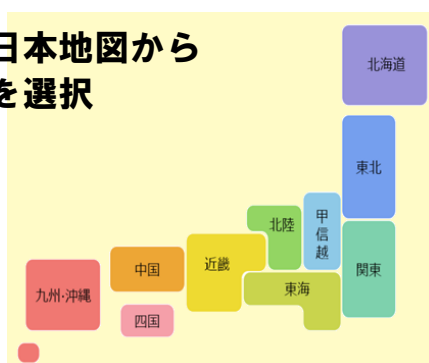 日本地図から
を選択
北海道
東北
北陸
甲信越
中国
近畿
関東
九州・沖縄
東海
四国